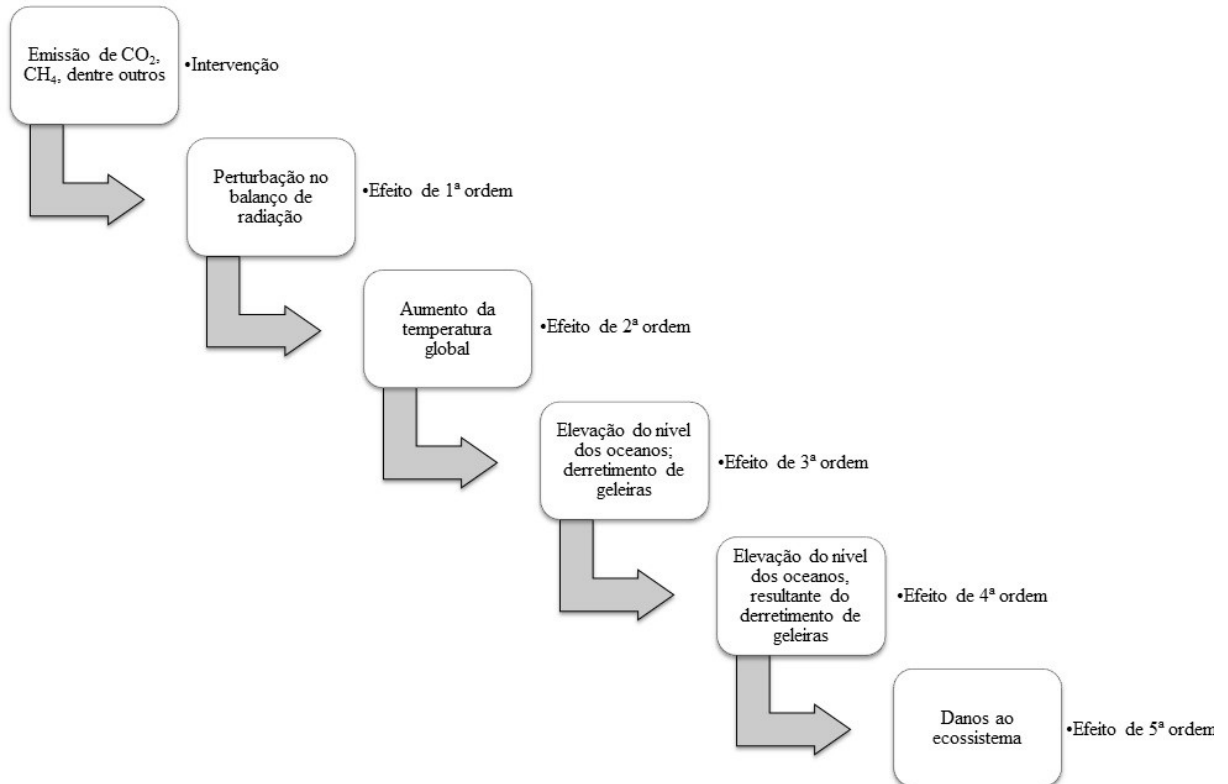 Emissão de CO₂,
CH₄, dentre outros
•Intervenção
Perturbação no
balanço de
radiação
•Efeito de 1ª ordem
Aumento da
temperatura
global
•Efeito de 2ª ordem
Elevação do nível
dos oceanos;
derretimento de
geleiras
•Efeito de 3ª ordem
Elevação do nível
dos oceanos,
resultante do
derretimento de
geleiras
•Efeito de 4ª ordem
Danos ao
ecossistema
•Efeito de 5ª ordem